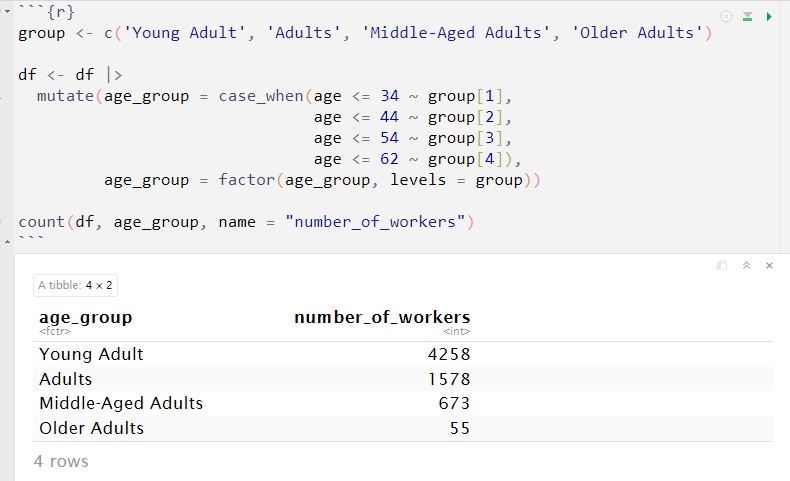 ```{r}
group <- c('Young Adult', 'Adults', 'Middle-Aged Adults', 'Older Adults')
df <- df |>
mutate(age_group = case_when(age <= 34 ~ group[1],
age <= 44 ~ group[2],
age <= 54 ~ group[3],
age <= 62 ~ group[4]),
age_group = factor(age_group, levels = group))
count(df, age_group, name = "number_of_workers")
```
A tibble: 4 × 2
age_group number_of_workers
<fctr> <int>
Young Adult 4258
Adults 1578
Middle-Aged Adults 673
Older Adults 55
4 rows